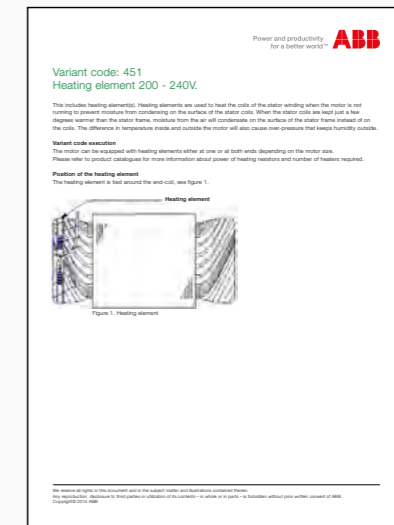 Power and productivity
for a better world™
ABB
Variant code: 451
Heating element 200 - 240V.
This includes heating element(s). Heating elements are used to heat the coils of the stator winding when the motor is not
running to prevent moisture from condensing on the surface of the stator coils. When the stator coils are kept just a few
degrees warmer than the stator frame, moisture from the air will condensate on the surface of the stator frame instead of on
the coils. The difference in temperature inside and outside the motor will also cause over-pressure that keeps humidity outside.
Variant code execution
The motor can be equipped with heating elements either at one or at both ends depending on the motor size.
Please refer to product catalogues for more information about power of heating resistors and number of heaters required.
Position of the heating element
The heating element is tied around the end-coil, see figure 1.
Heating element
Figure 1. Heating element
We reserve all rights in this document and in the subject matter and illustrations contained therein.
Any reproduction, disclosure to third parties or utilization of its contents – in whole or in parts – is forbidden without prior written consent of ABB.
Copyright© 2010 ABB